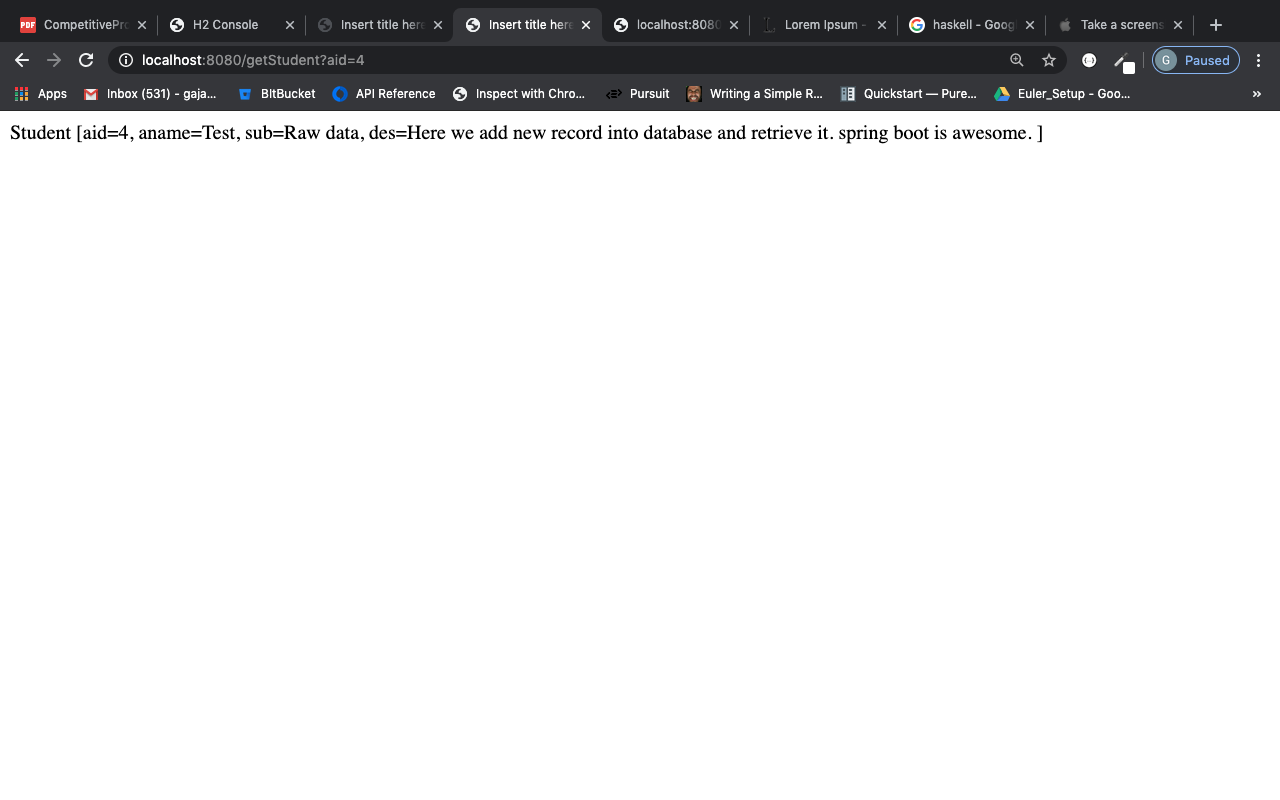 CompetitivePro
H2 Console
Insert title here
Insert title here
localhost:8080
Lorem Ipsum -
haskell - Goog
Take a screens
localhost:8080/getStudent?aid=4
G Paused
Apps
Inbox (531) - gaja...
BitBucket
API Reference
Inspect with Chro...
Pursuit
Writing a Simple R...
Quickstart — Pure...
Euler_Setup - Goo...
»
Student [aid=4, aname=Test, sub=Raw data, des=Here we add new record into database and retrieve it. spring boot is awesome. ]